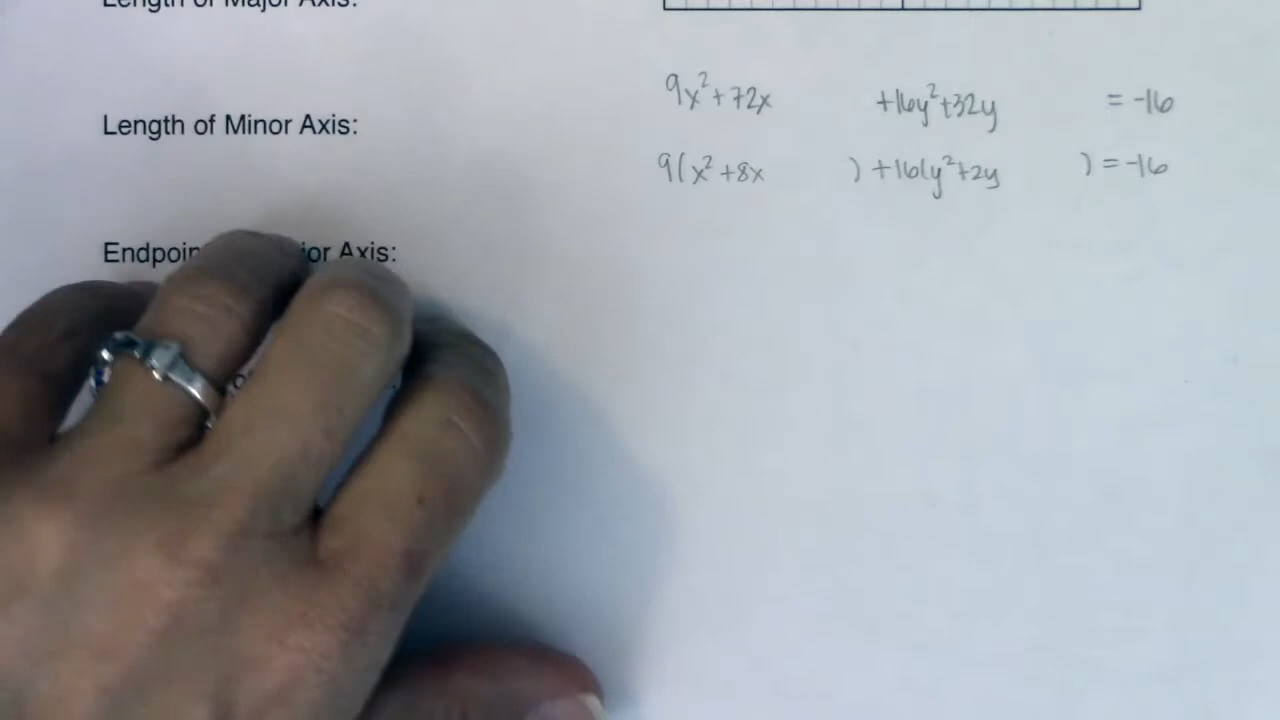 Length of Major Axis:
9x² + 72x + 16y² + 32y = -16
Length of Minor Axis:
9(x² + 8x ) + 16(y² + 2y ) = -16
Axis: